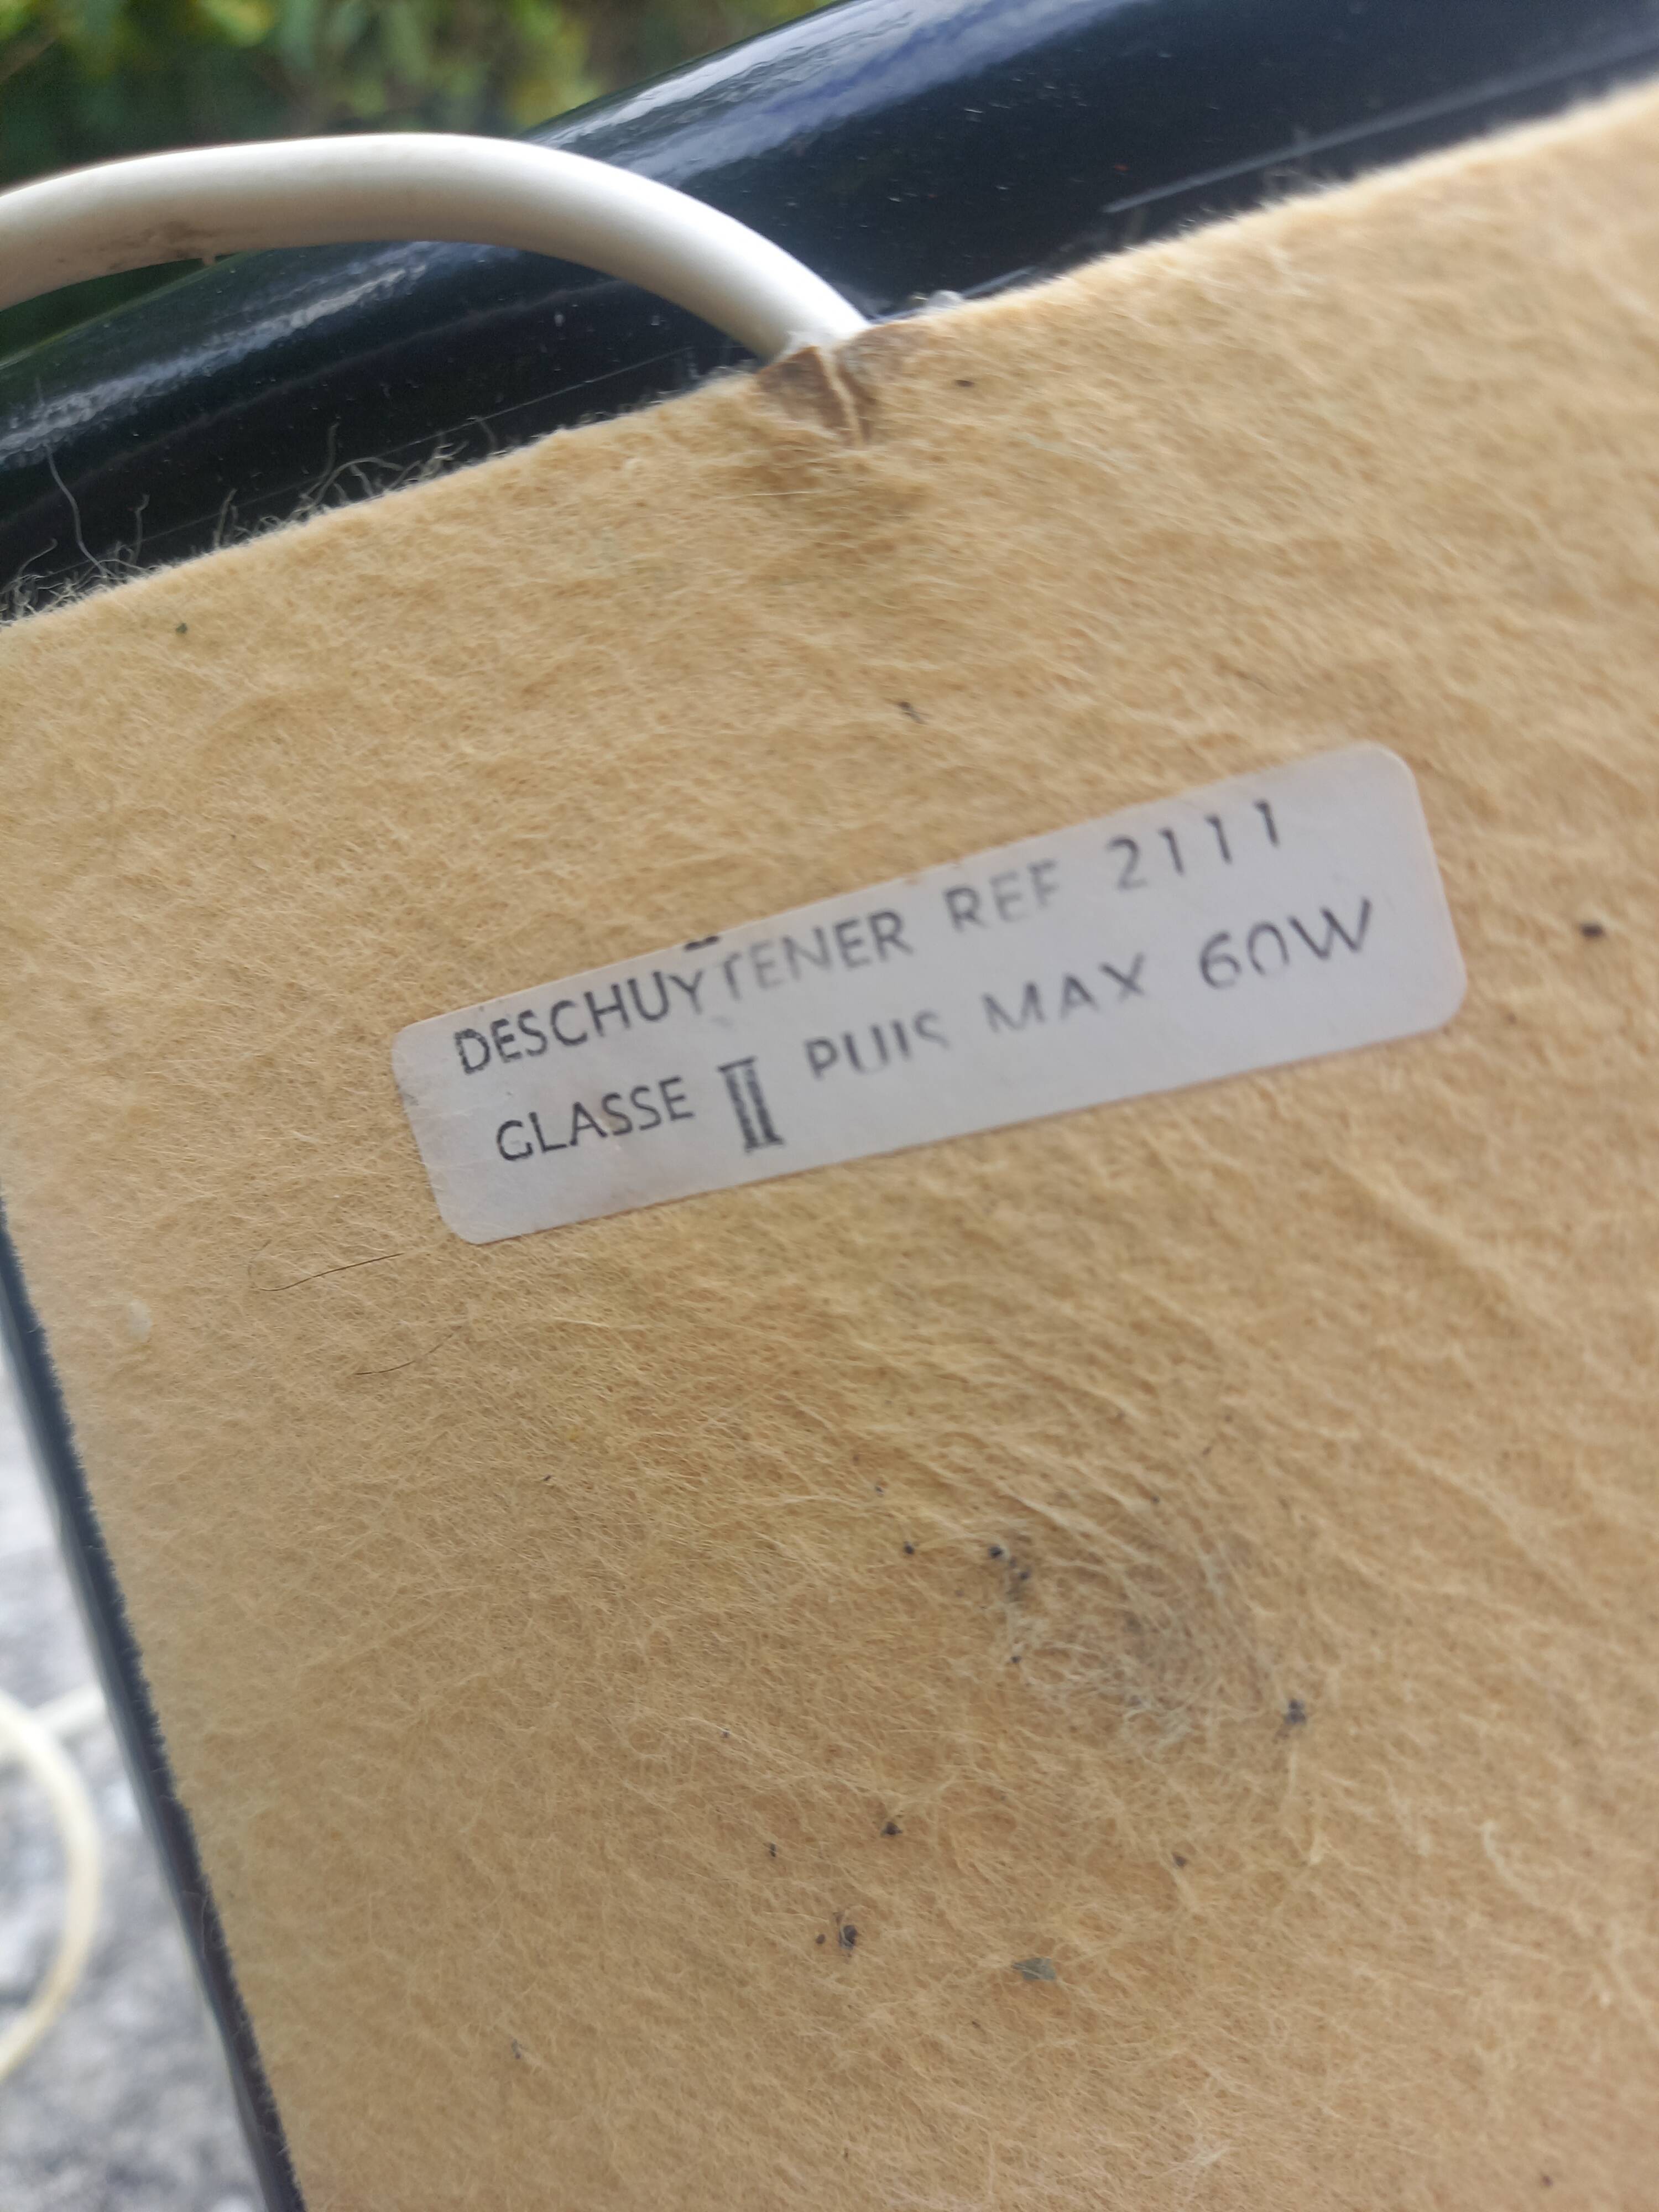 DESCHUYTENER REF 2111
GLASSE II PUIS MAX 60W